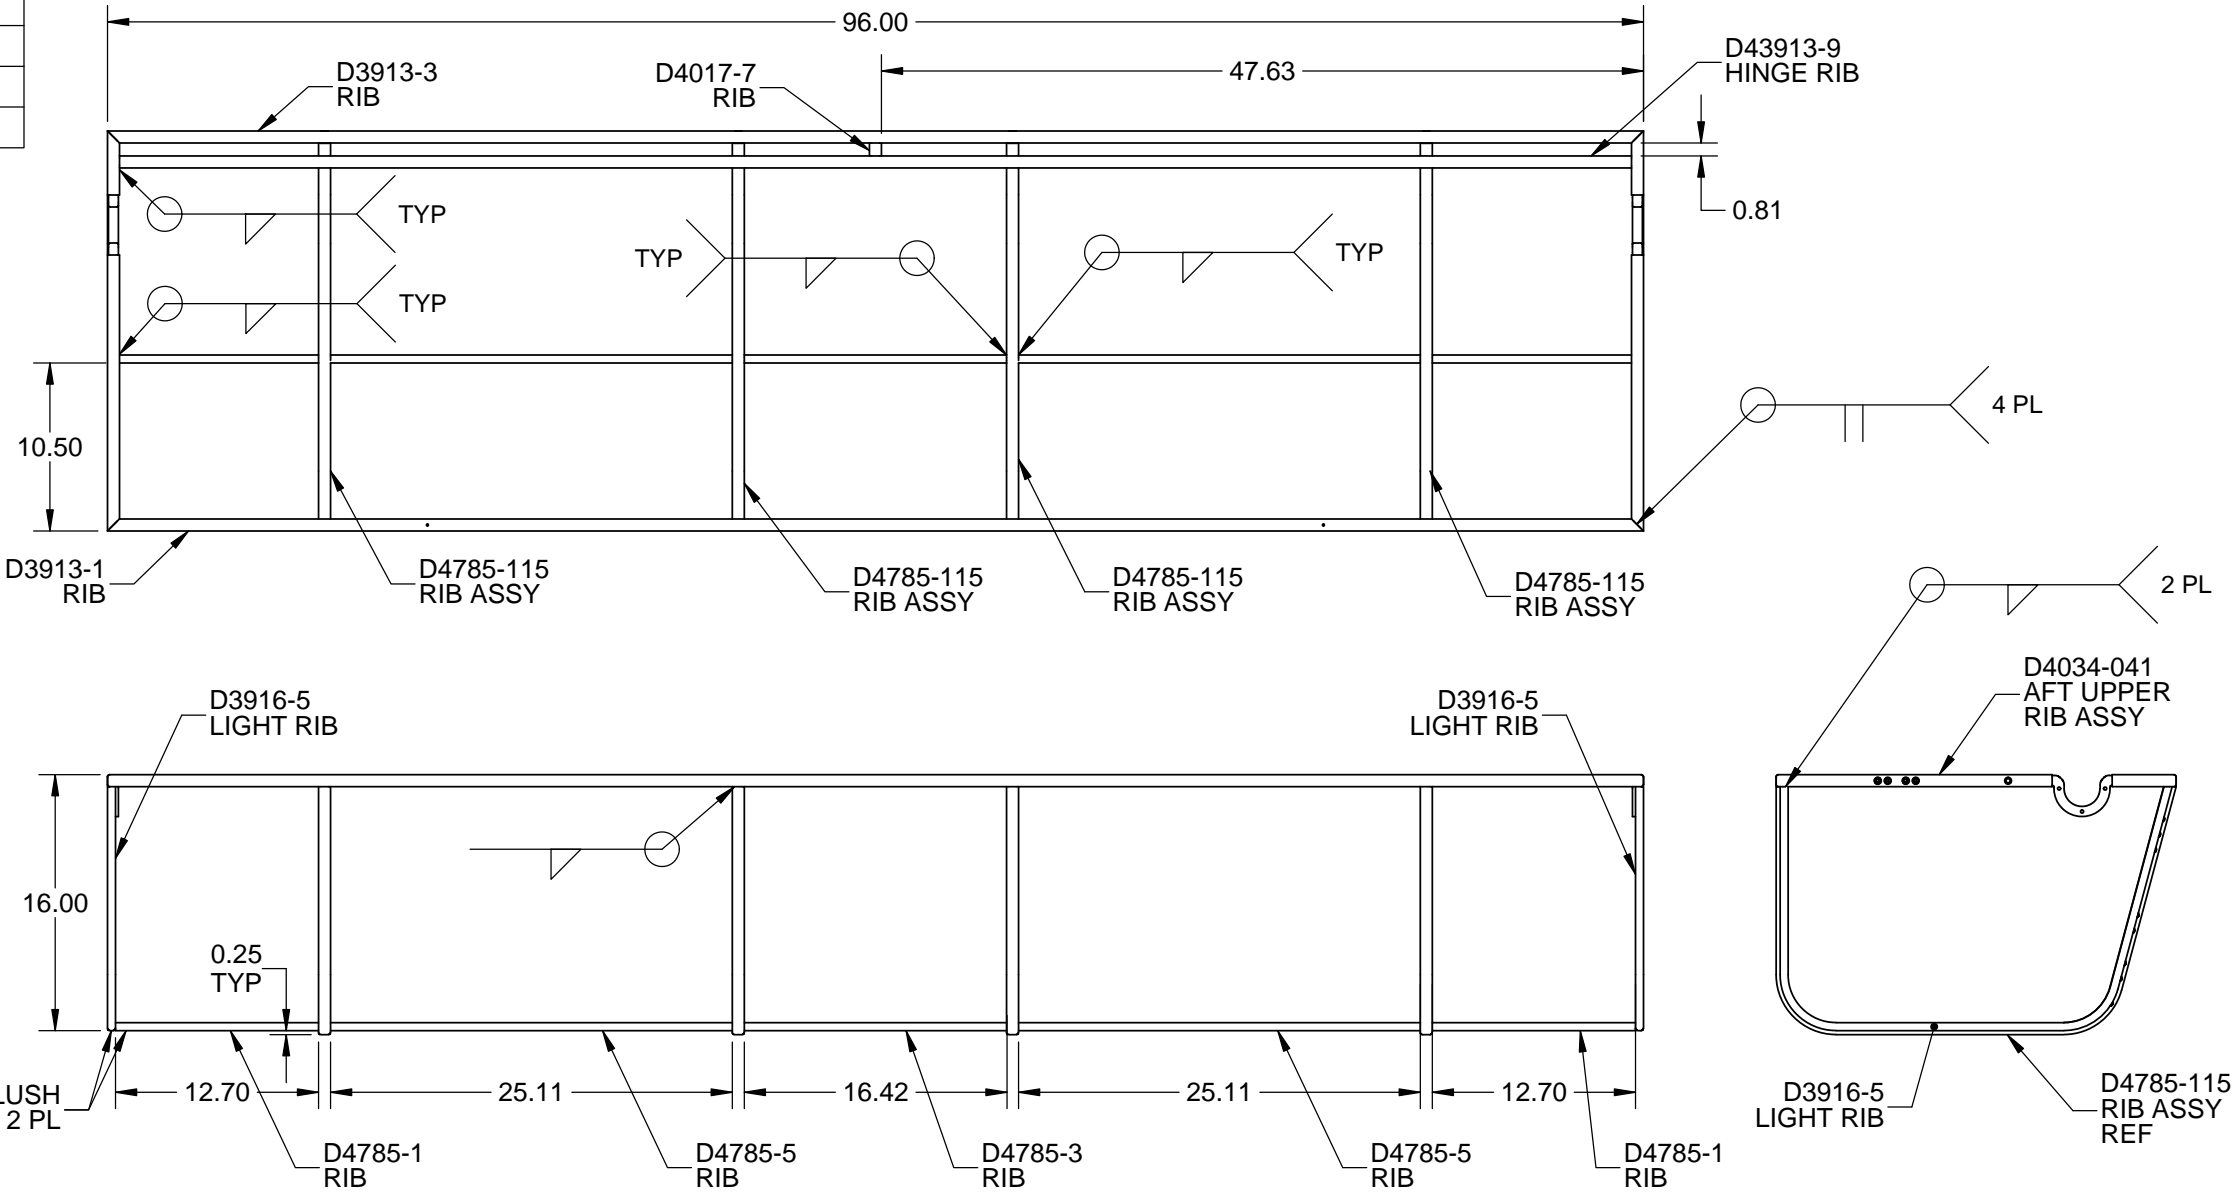 96.00
D3913-3
RIB
D4017-7
RIB
47.63
D43913-9
HINGE RIB
0.81
TYP
TYP
TYP
TYP
10.50
4 PL
D3913-1
RIB
D4785-115
RIB ASSY
D4785-115
RIB ASSY
D4785-115
RIB ASSY
D4785-115
RIB ASSY
2 PL
D4034-041
AFT UPPER
RIB ASSY
D3916-5
LIGHT RIB
D3916-5
LIGHT RIB
16.00
0.25
TYP
LUSH
2 PL
12.70
25.11
16.42
25.11
12.70
D4785-1
RIB
D4785-5
RIB
D4785-3
RIB
D4785-5
RIB
D4785-1
RIB
D3916-5
LIGHT RIB
D4785-115
RIB ASSY
REF